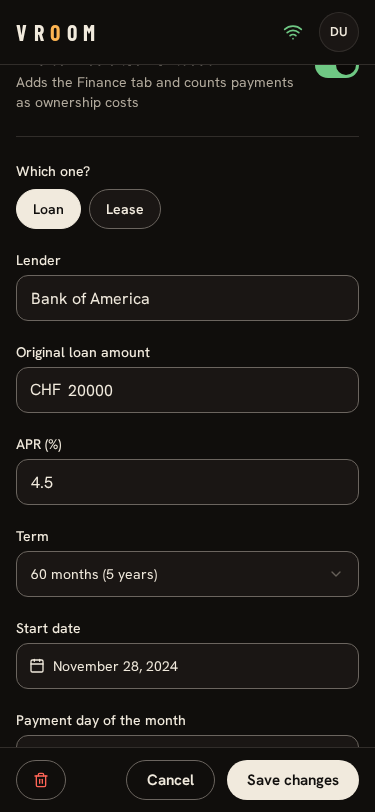 VROOM
DU
Adds the Finance tab and counts payments
as ownership costs
Which one?
Loan
Lease
Lender
Bank of America
Original loan amount
CHF 20000
APR (%)
4.5
Term
60 months (5 years)
Start date
November 28, 2024
Payment day of the month
Cancel
Save changes